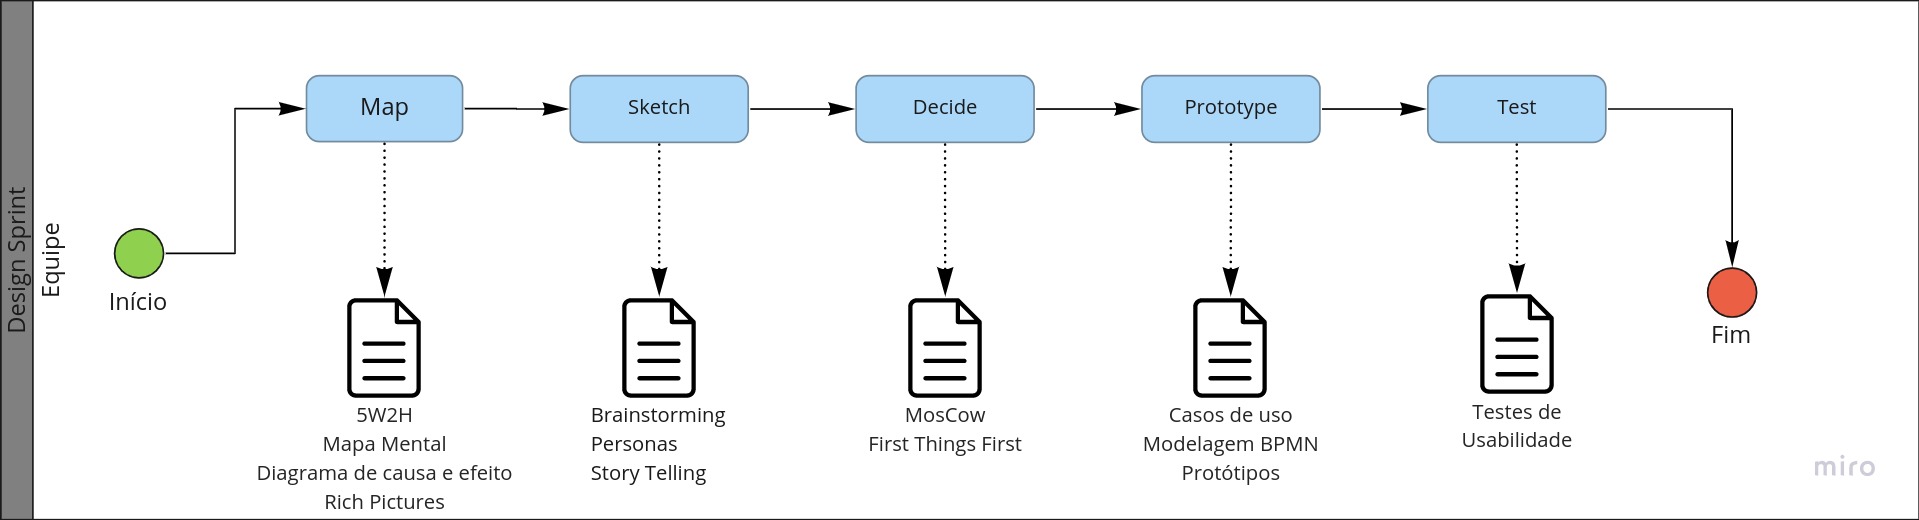 Design Sprint
Equipe
Início
Map
Sketch
Decide
Prototype
Test
5W2H
Mapa Mental
Diagrama de causa e efeito
Rich Pictures
Brainstorming
Personas
Story Telling
MosCow
First Things First
Casos de uso
Modelagem BPMN
Protótipos
Testes de
Usabilidade
Fim
miro